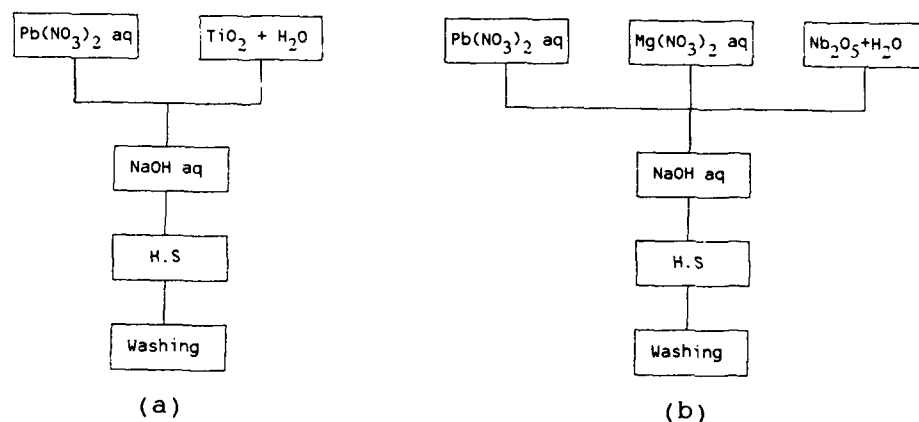 Pb(NO3)2 aq
TiO2 + H2O
NaOH aq
H.S
Washing
(a)
Pb(NO3)2 aq
Mg(NO3)2 aq
Nb2O5+H2O
NaOH aq
H.S
Washing
(b)